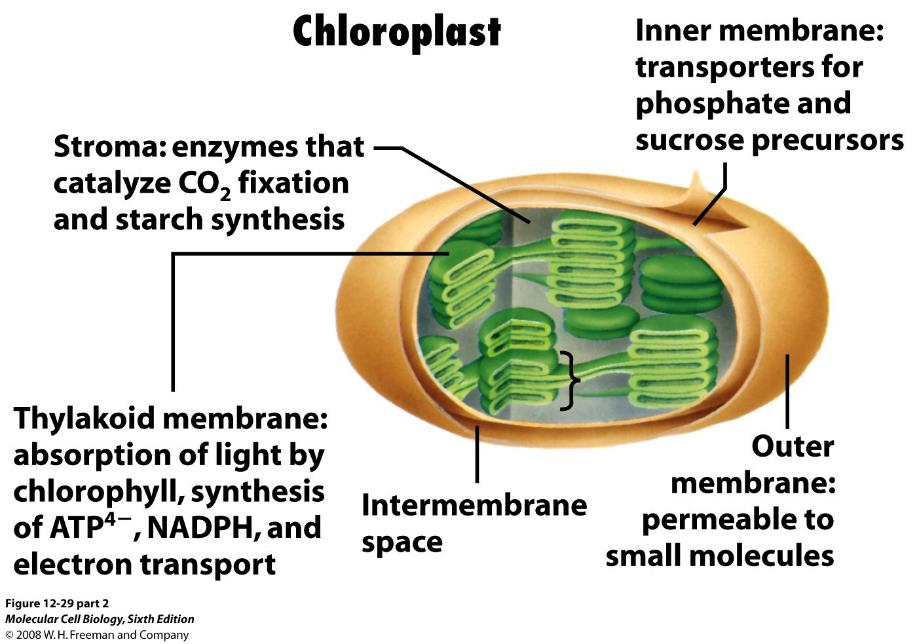 Chloroplast
Inner membrane:
transporters for
phosphate and
sucrose precursors
Stroma: enzymes that
catalyze CO₂ fixation
and starch synthesis
Thylakoid membrane:
absorption of light by
chlorophyll, synthesis
of ATP⁴⁻, NADPH, and
electron transport
Intermembrane
space
Outer
membrane:
permeable to
small molecules
Figure 12-29 part 2
Molecular Cell Biology, Sixth Edition
© 2008 W. H. Freeman and Company